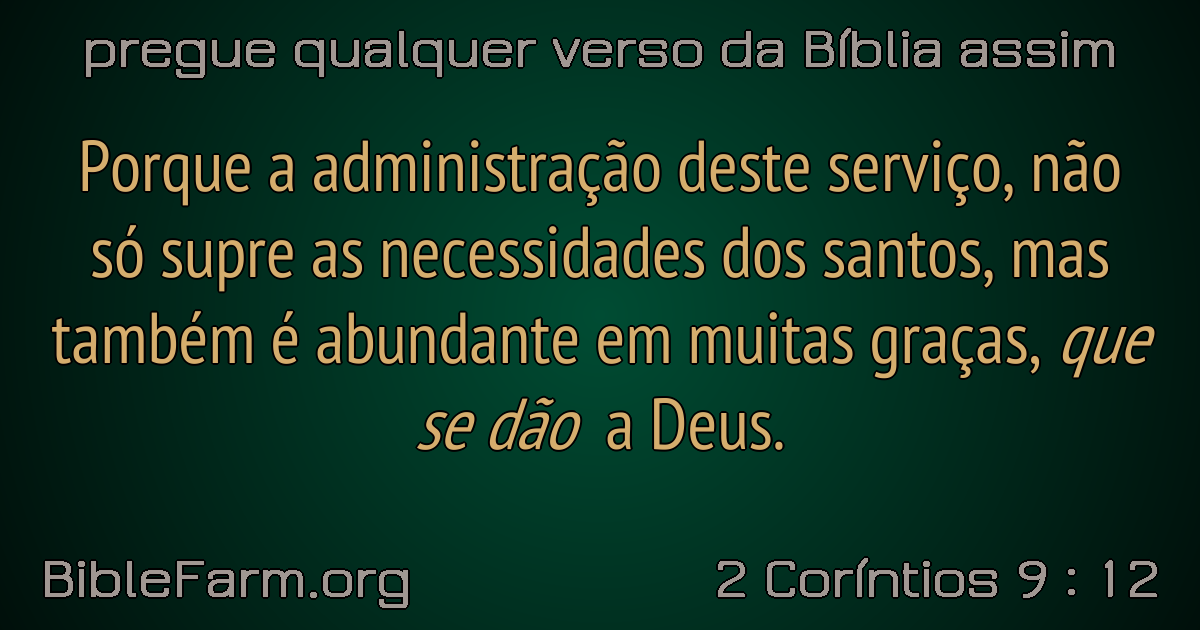 pregue qualquer verso da Bíblia assim
Porque a administração deste serviço, não
só supre as necessidades dos santos, mas
também é abundante em muitas graças, que
se dão a Deus.
BibleFarm.org
2 Coríntios 9 : 12